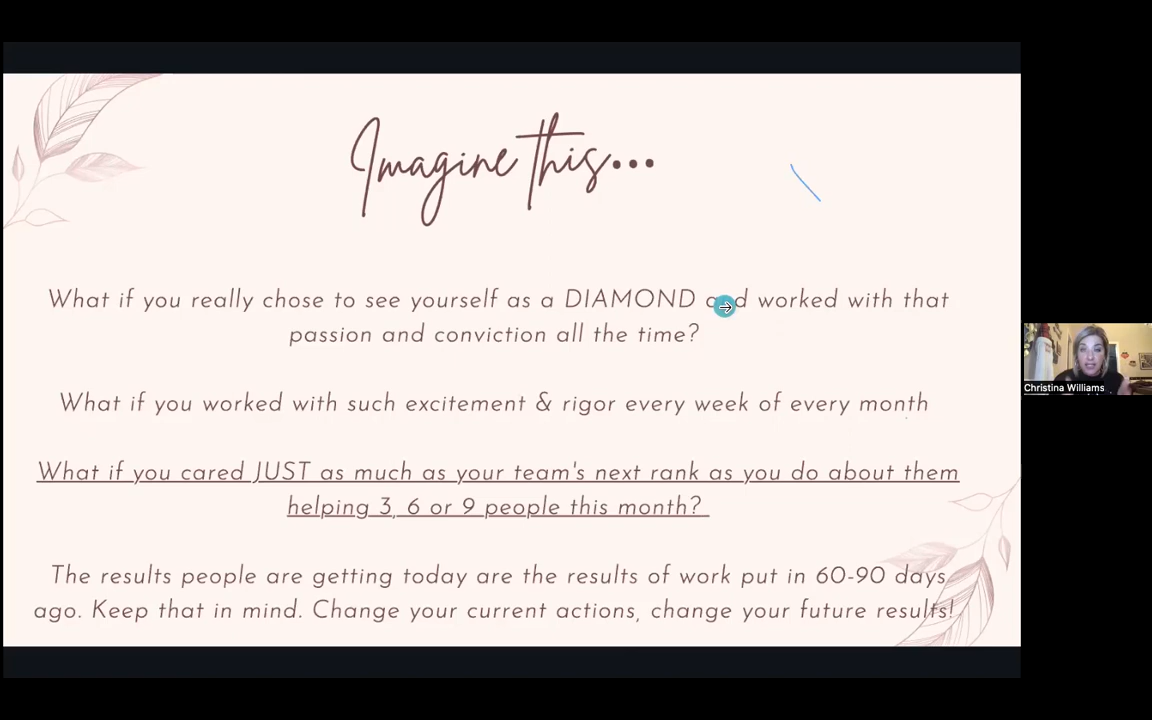 Imagine this...
What if you really chose to see yourself as a DIAMOND and worked with that
passion and conviction all the time?
What if you worked with such excitement & rigor every week of every month
What if you cared JUST as much as your team's next rank as you do about them
helping 3, 6 or 9 people this month?
The results people are getting today are the results of work put in 60-90 days
ago. Keep that in mind. Change your current actions, change your future results!
Christina Williams